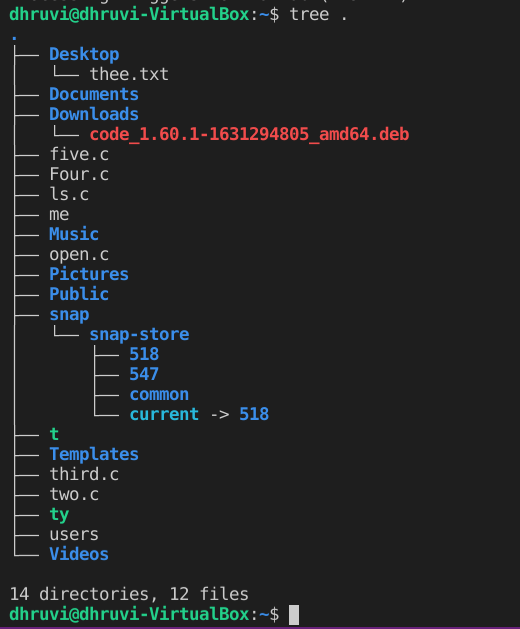 dhruvi@dhruvi-VirtualBox:~$ tree .
.
├── Desktop
│   └── thee.txt
├── Documents
├── Downloads
│   └── code_1.60.1-1631294805_amd64.deb
├── five.c
├── Four.c
├── ls.c
├── me
├── Music
├── open.c
├── Pictures
├── Public
├── snap
│   └── snap-store
│       ├── 518
│       ├── 547
│       ├── common
│       └── current -> 518
├── t
├── Templates
├── third.c
├── two.c
├── ty
├── users
└── Videos
14 directories, 12 files
dhruvi@dhruvi-VirtualBox:~$